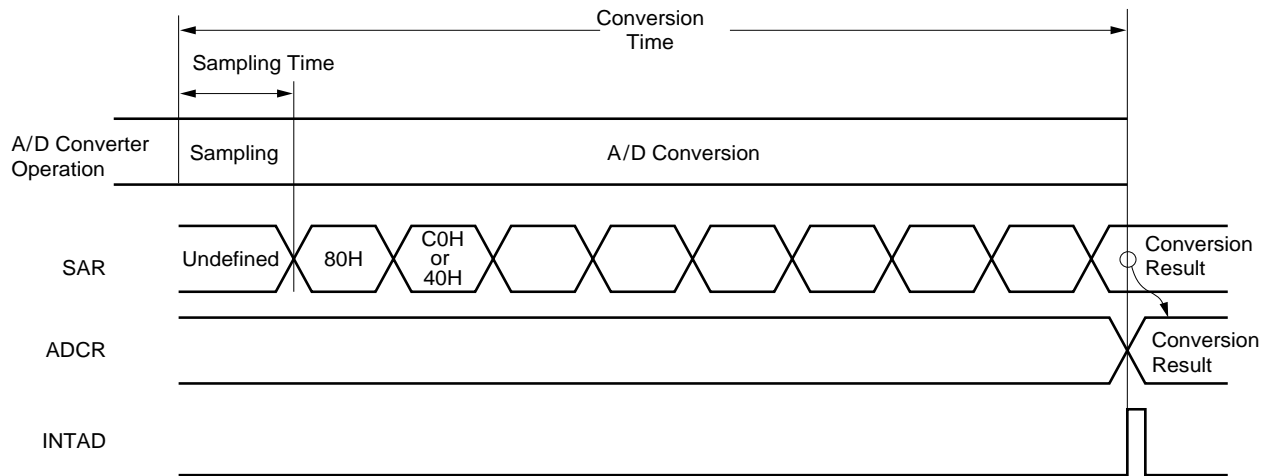 Conversion
Time
Sampling Time
A/D Converter
Operation
Sampling
A/D Conversion
SAR
Undefined
80H
C0H
or
40H
Conversion
Result
ADCR
Conversion
Result
INTAD